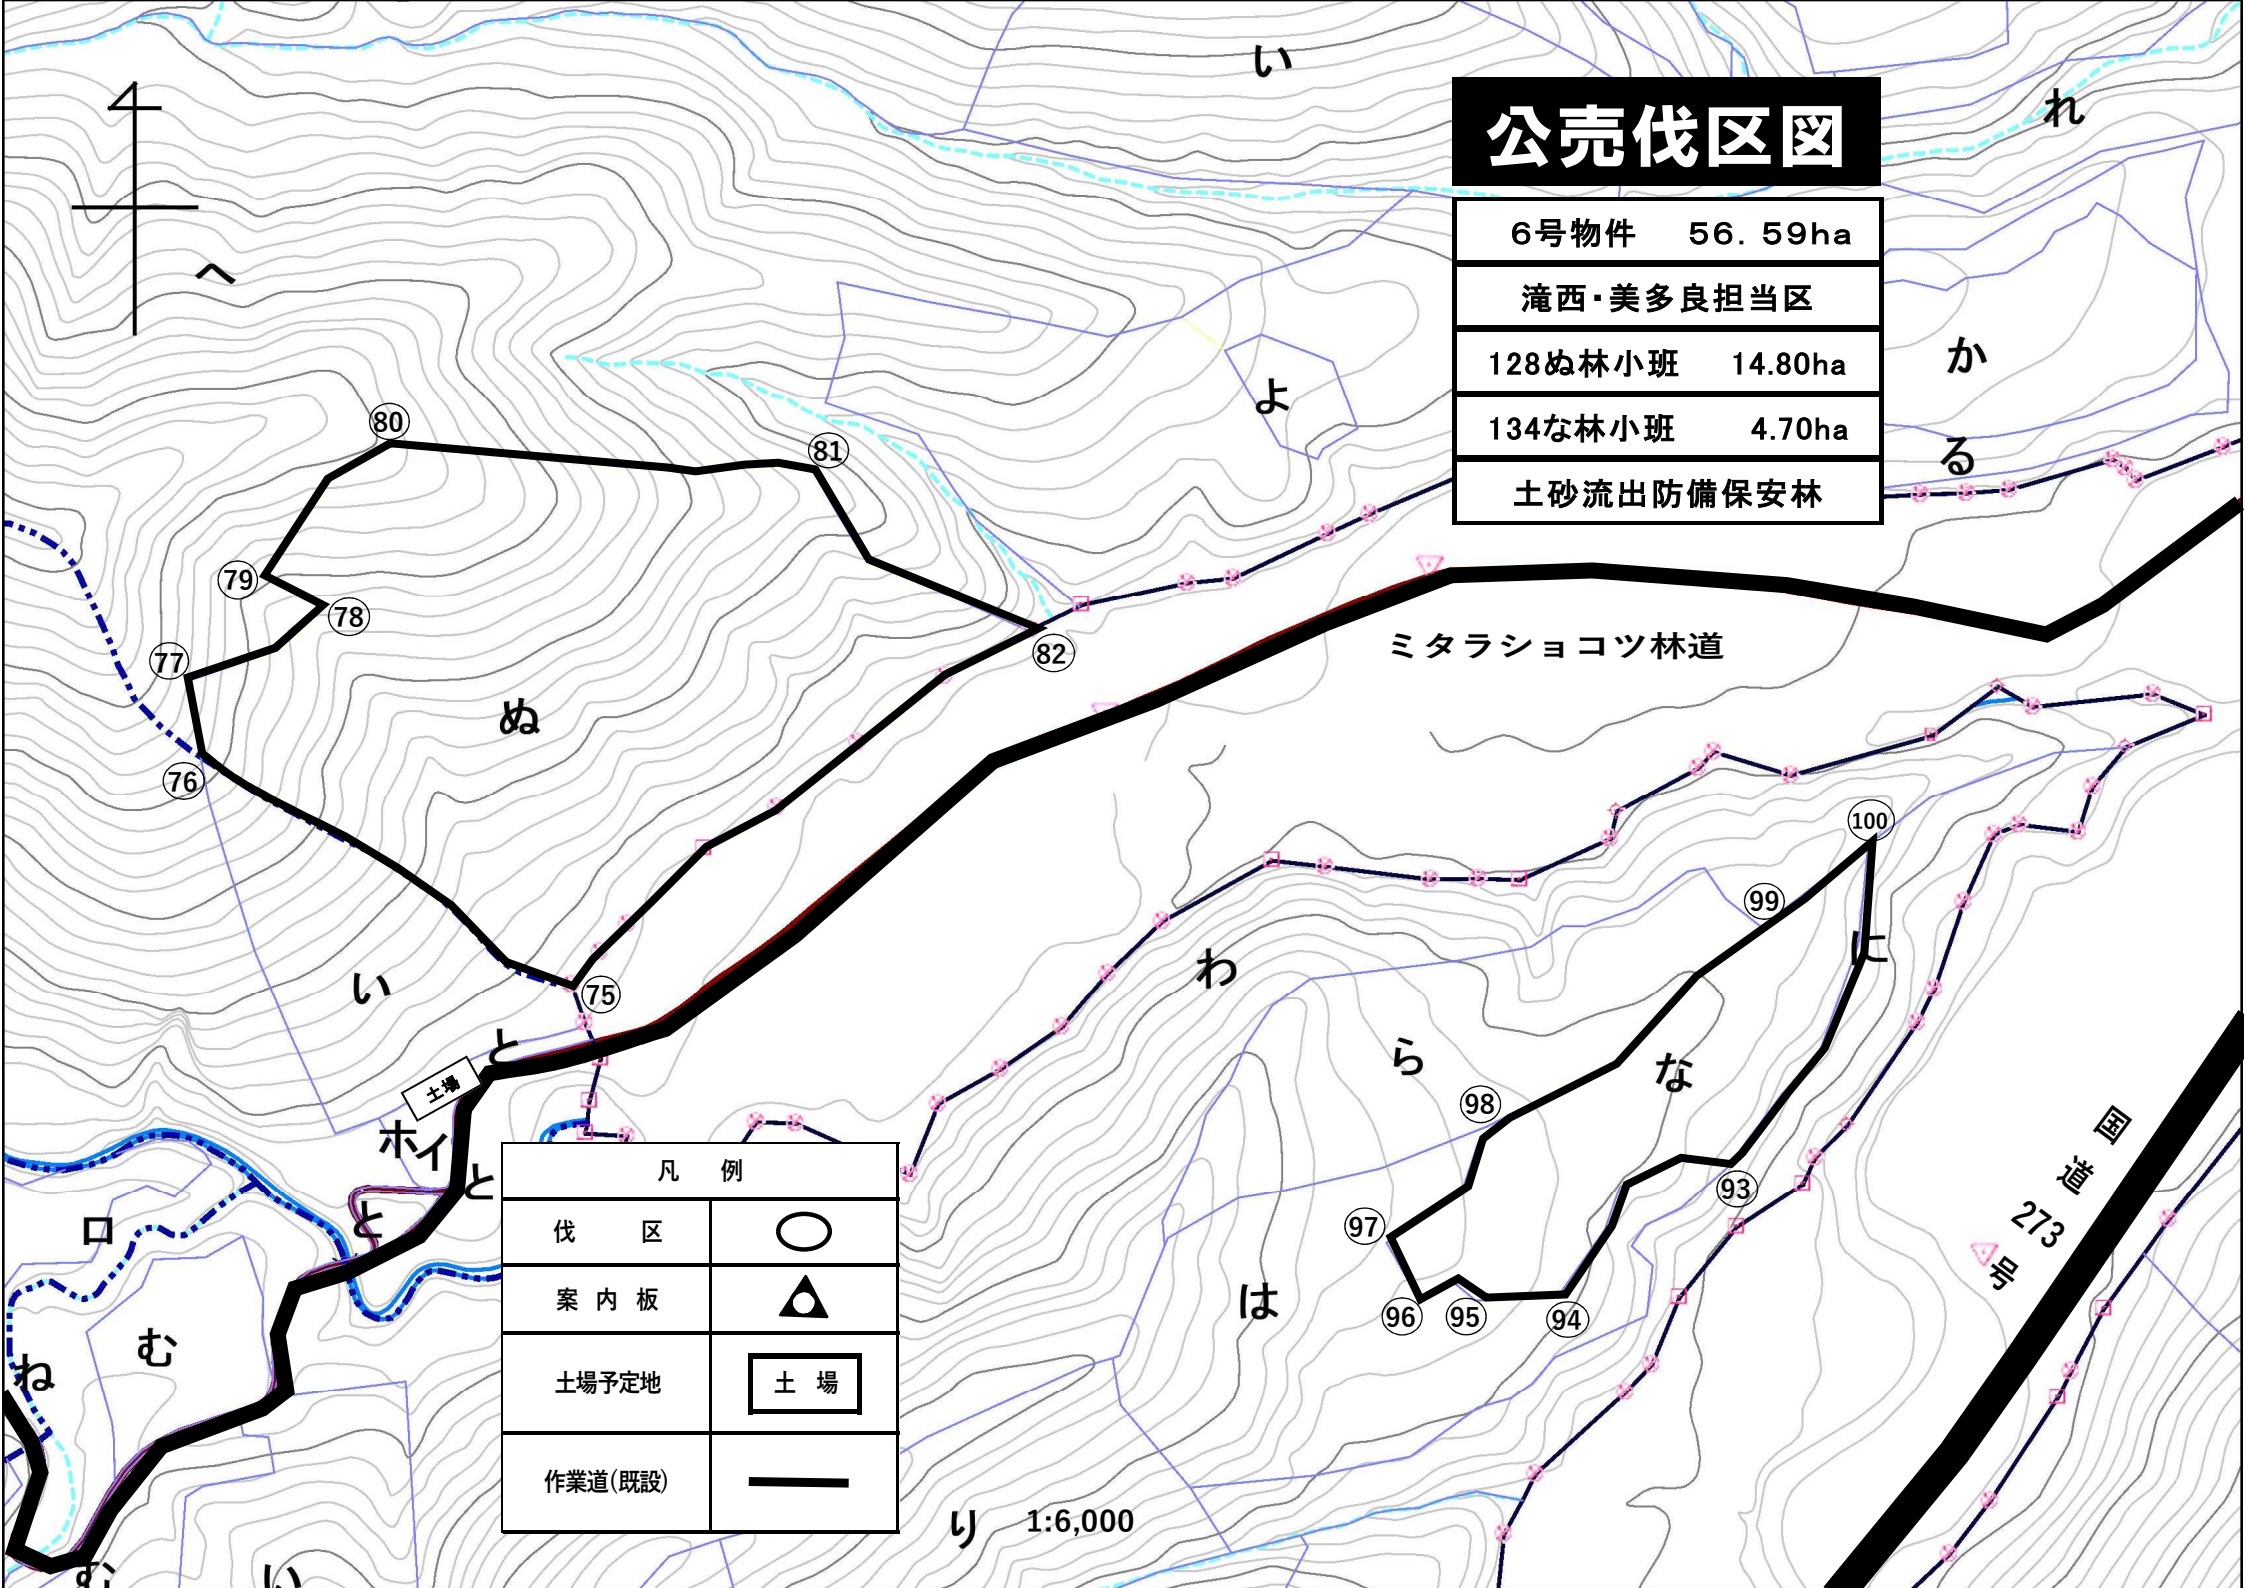 い
れ
公売伐区図
6号物件 56.59ha
滝西・美多良担当区
128ぬ林小班 14.80ha
134な林小班 4.70ha
土砂流出防備保安林
へ
か
よ
る
80
81
79
78
77
82
ミタラショコツ林道
ぬ
76
100
99
に
わ
い
75
と
ら
な
土場
98
ホイ
と
93
国道273号
と
ロ
97
は
96
95
94
む
ね
凡 例
伐 区
案 内 板
土場予定地
土 場
作業道(既設)
り
1:6,000
む
い